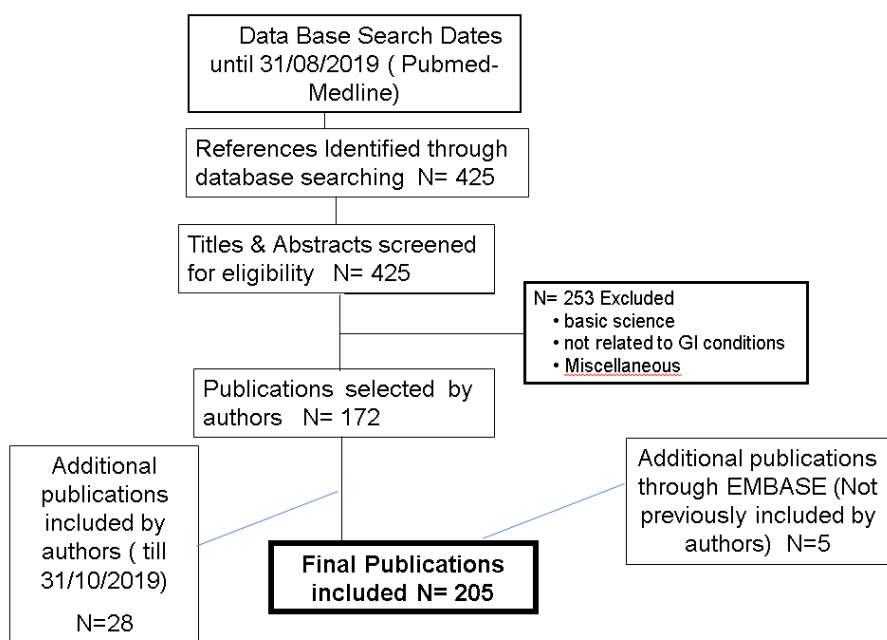 Data Base Search Dates
until 31/08/2019 ( Pubmed-
Medline)
References Identified through
database searching N= 425
Titles & Abstracts screened
for eligibility N= 425
N= 253 Excluded
• basic science
• not related to GI conditions
• Miscellaneous
Publications selected by
authors N= 172
Additional
publications
included by
authors ( till
31/10/2019)
N=28
Additional publications
through EMBASE (Not
previously included by
authors) N=5
Final Publications
included N= 205